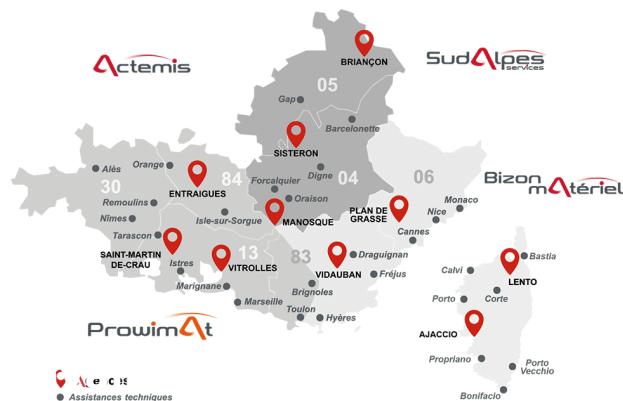 BRIANÇON
Actemis
SudAlpes
services
05
Gap
Barcelonette
SISTERON
Alès
Orange
30
ENTRAIGUES
84
Forcalquier
Digne
04
06
Bizon
matériel
Remoulins
Oraison
Monaco
Nîmes
Isle-sur-Sorgue
MANOSQUE
PLAN DE
GRASSE
Nice
Tarascon
Cannes
SAINT-MARTIN
DE-CRAU
13
83
Istres
VITROLLES
VIDAUBAN
Draguignan
Bastia
Calvi
LENTO
Marignane
Brignoles
Fréjus
Corte
Marseille
Porto
Toulon
Hyères
Prowimat
AJACCIO
Propriano
Porto
Vecchio
Agences
Assistances techniques
Bonifacio